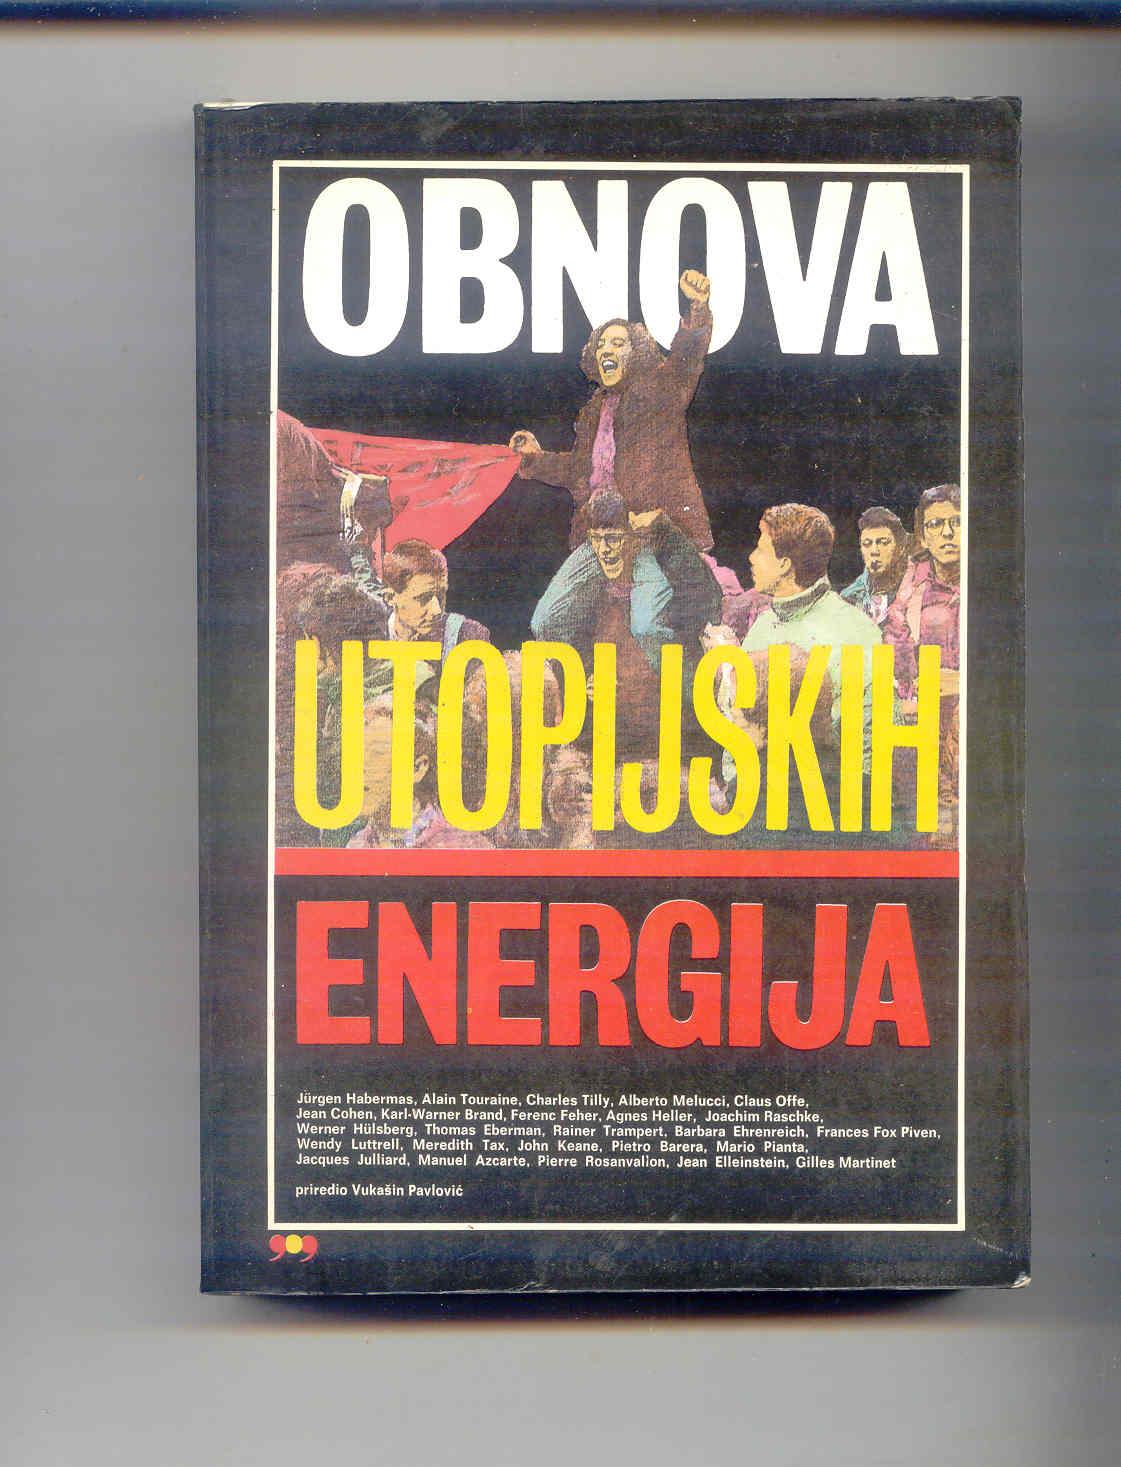 OBNOVA
UTOPIJSKIH
ENERGIJA
Jürgen Habermas, Alain Touraine, Charles Tilly, Alberto Melucci, Claus Offe,
Jean Cohen, Karl-Warner Brand, Ferenc Feher, Agnes Heller, Joachim Raschke,
Werner Hülsberg, Thomas Eberman, Rainer Trampert, Barbara Ehrenreich, Frances Fox Piven,
Wendy Luttrell, Meredith Tax, John Keane, Pietro Barera, Mario Pianta,
Jacques Julliard, Manuel Azcarte, Pierre Rosanvallon, Jean Elleinstein, Gilles Martinet
priredio Vukašin Pavlović